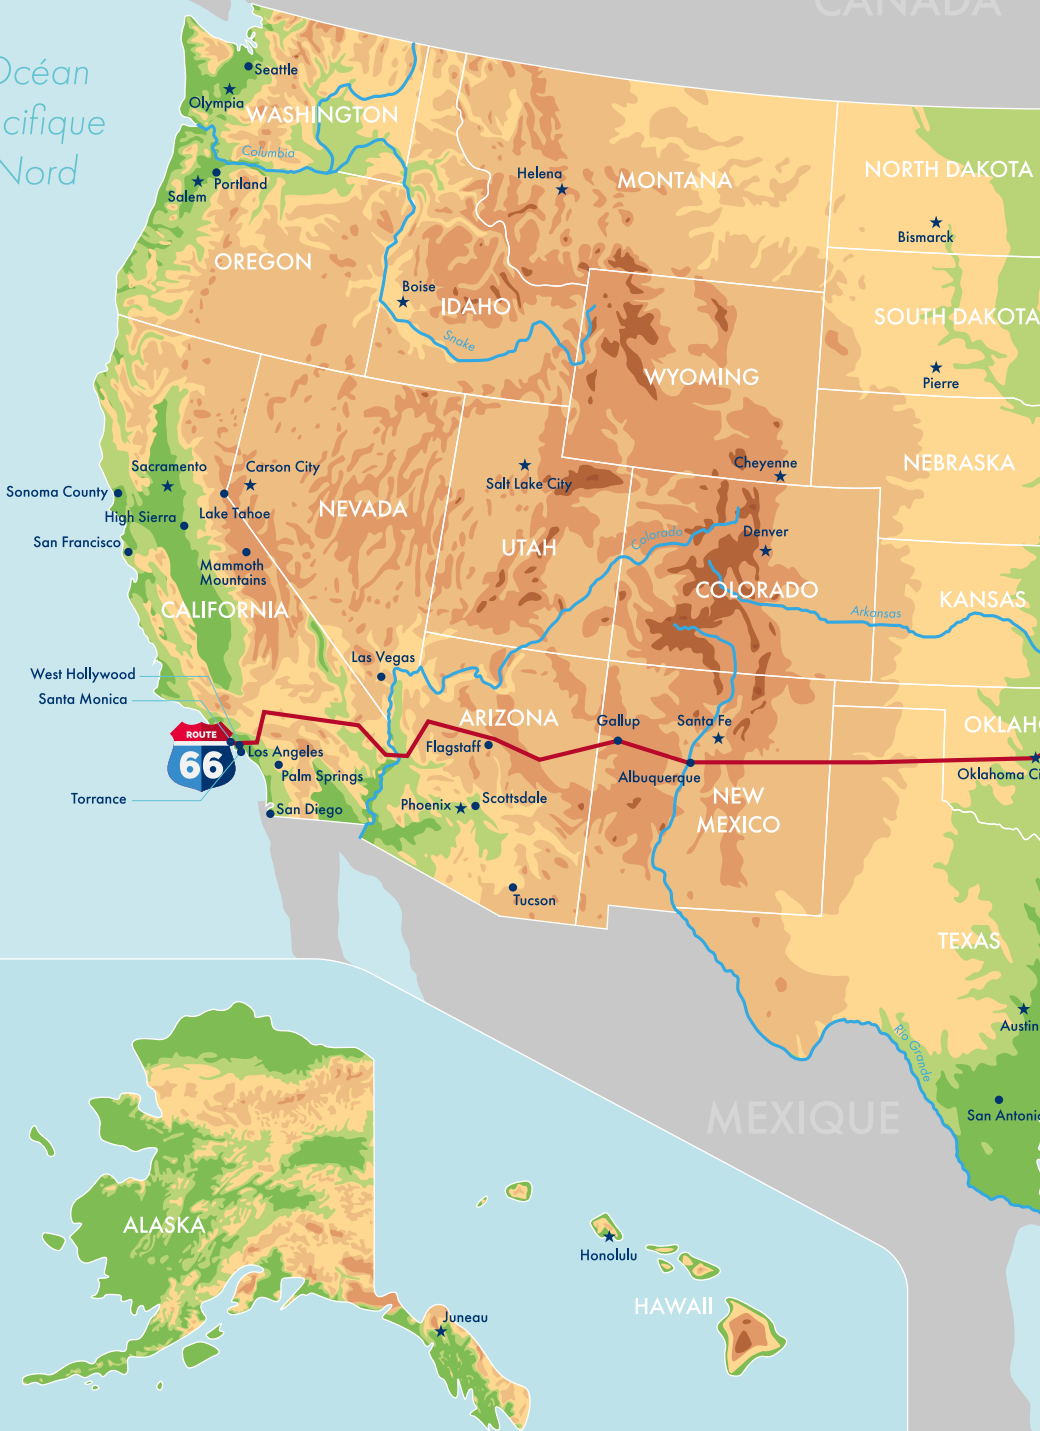 CANADA
Océan
cifique
Nord
Seattle
Olympia
WASHINGTON
Columbia
Portland
Salem
OREGON
Helena
MONTANA
NORTH DAKOTA
Bismarck
Boise
IDAHO
Snake
SOUTH DAKOTA
Pierre
WYOMING
Cheyenne
NEBRASKA
Sacramento
Carson City
Sonoma County
High Sierra
Lake Tahoe
San Francisco
Mammoth
Mountains
NEVADA
Salt Lake City
UTAH
Colorado
Denver
COLORADO
Arkansas
KANSAS
CALIFORNIA
Las Vegas
West Hollywood
Santa Monica
ROUTE
66
Los Angeles
Palm Springs
Torrance
San Diego
ARIZONA
Flagstaff
Gallup
Santa Fe
Albuquerque
OKLAHO
Oklahoma Ci
Phoenix
Scottsdale
NEW
MEXICO
Tucson
TEXAS
Austin
Rio Grande
San Antonio
MEXIQUE
ALASKA
Juneau
Honolulu
HAWAII